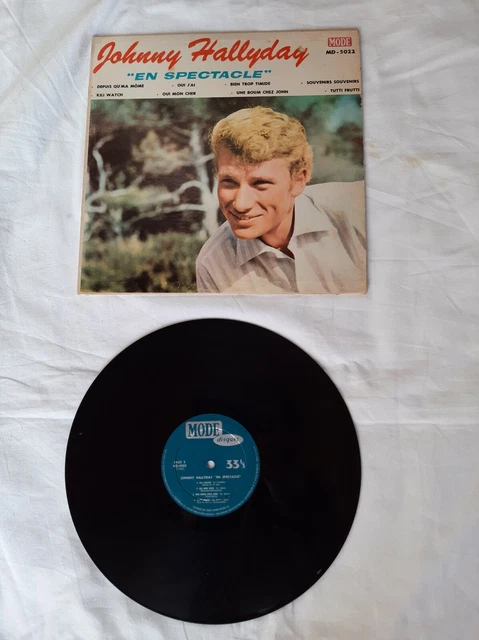 Johnny Hallyday
MODE
MD-5022
"EN SPECTACLE"
DEPUIS QU'MA MÔME - OUI J'AI - BIEN TROP TIMIDE - SOUVENIRS SOUVENIRS
KILI WATCH - OUI MON CHER - UNE BOUM CHEZ JOHN - TUTTI FRUTTI
MODE
disques
33⅓
JOHNNY HALLYDAY "EN SPECTACLE"